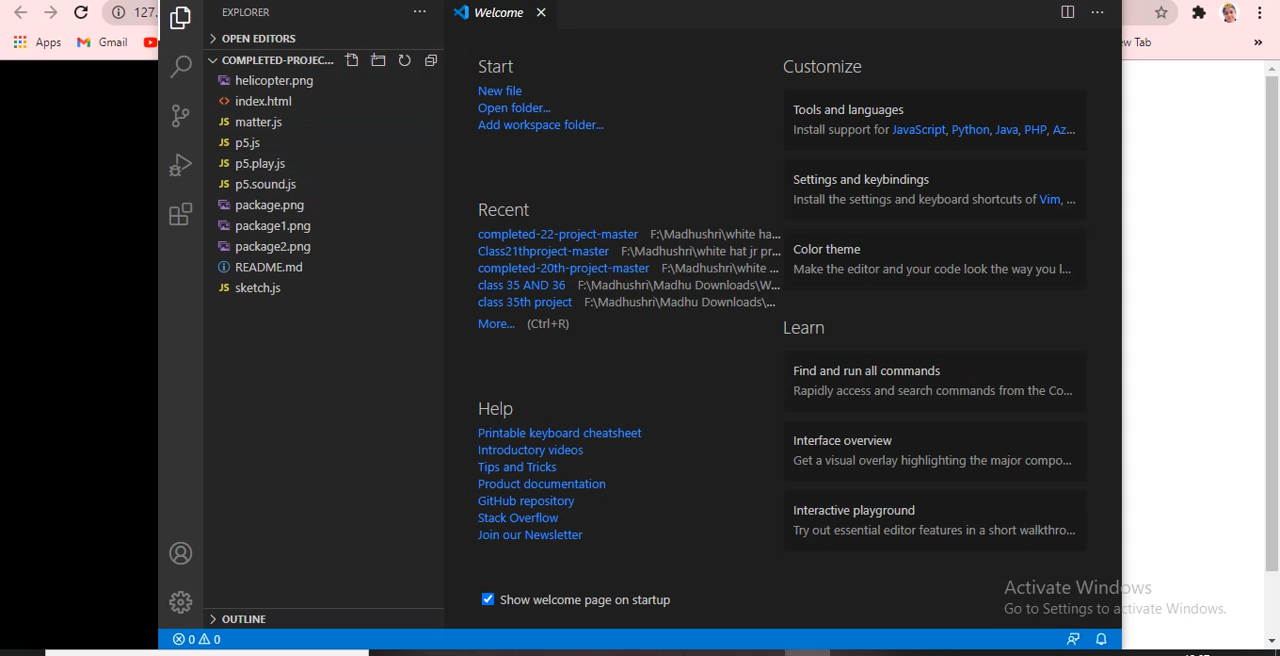 127.
Apps
Gmail
EXPLORER
OPEN EDITORS
COMPLETED-PROJEC...
helicopter.png
index.html
JS matter.js
JS p5.js
JS p5.play.js
JS p5.sound.js
package.png
package1.png
package2.png
README.md
JS sketch.js
OUTLINE
Welcome
Start
New file
Open folder...
Add workspace folder...
Recent
completed-22-project-master F:\Madhushri\white ha...
Class21thproject-master F:\Madhushri\white hat jr pr...
completed-20th-project-master F:\Madhushri\white ...
class 35 AND 36 F:\Madhushri\Madhu Downloads\W...
class 35th project F:\Madhushri\Madhu Downloads\...
More... (Ctrl+R)
Help
Printable keyboard cheatsheet
Introductory videos
Tips and Tricks
Product documentation
GitHub repository
Stack Overflow
Join our Newsletter
Show welcome page on startup
Customize
Tools and languages
Install support for JavaScript, Python, Java, PHP, Az...
Settings and keybindings
Install the settings and keyboard shortcuts of Vim, ...
Color theme
Make the editor and your code look the way you l...
Learn
Find and run all commands
Rapidly access and search commands from the Co...
Interface overview
Get a visual overlay highlighting the major compo...
Interactive playground
Try out essential editor features in a short walkthro...
ew Tab
Activate Windows
Go to Settings to activate Windows.
0 0